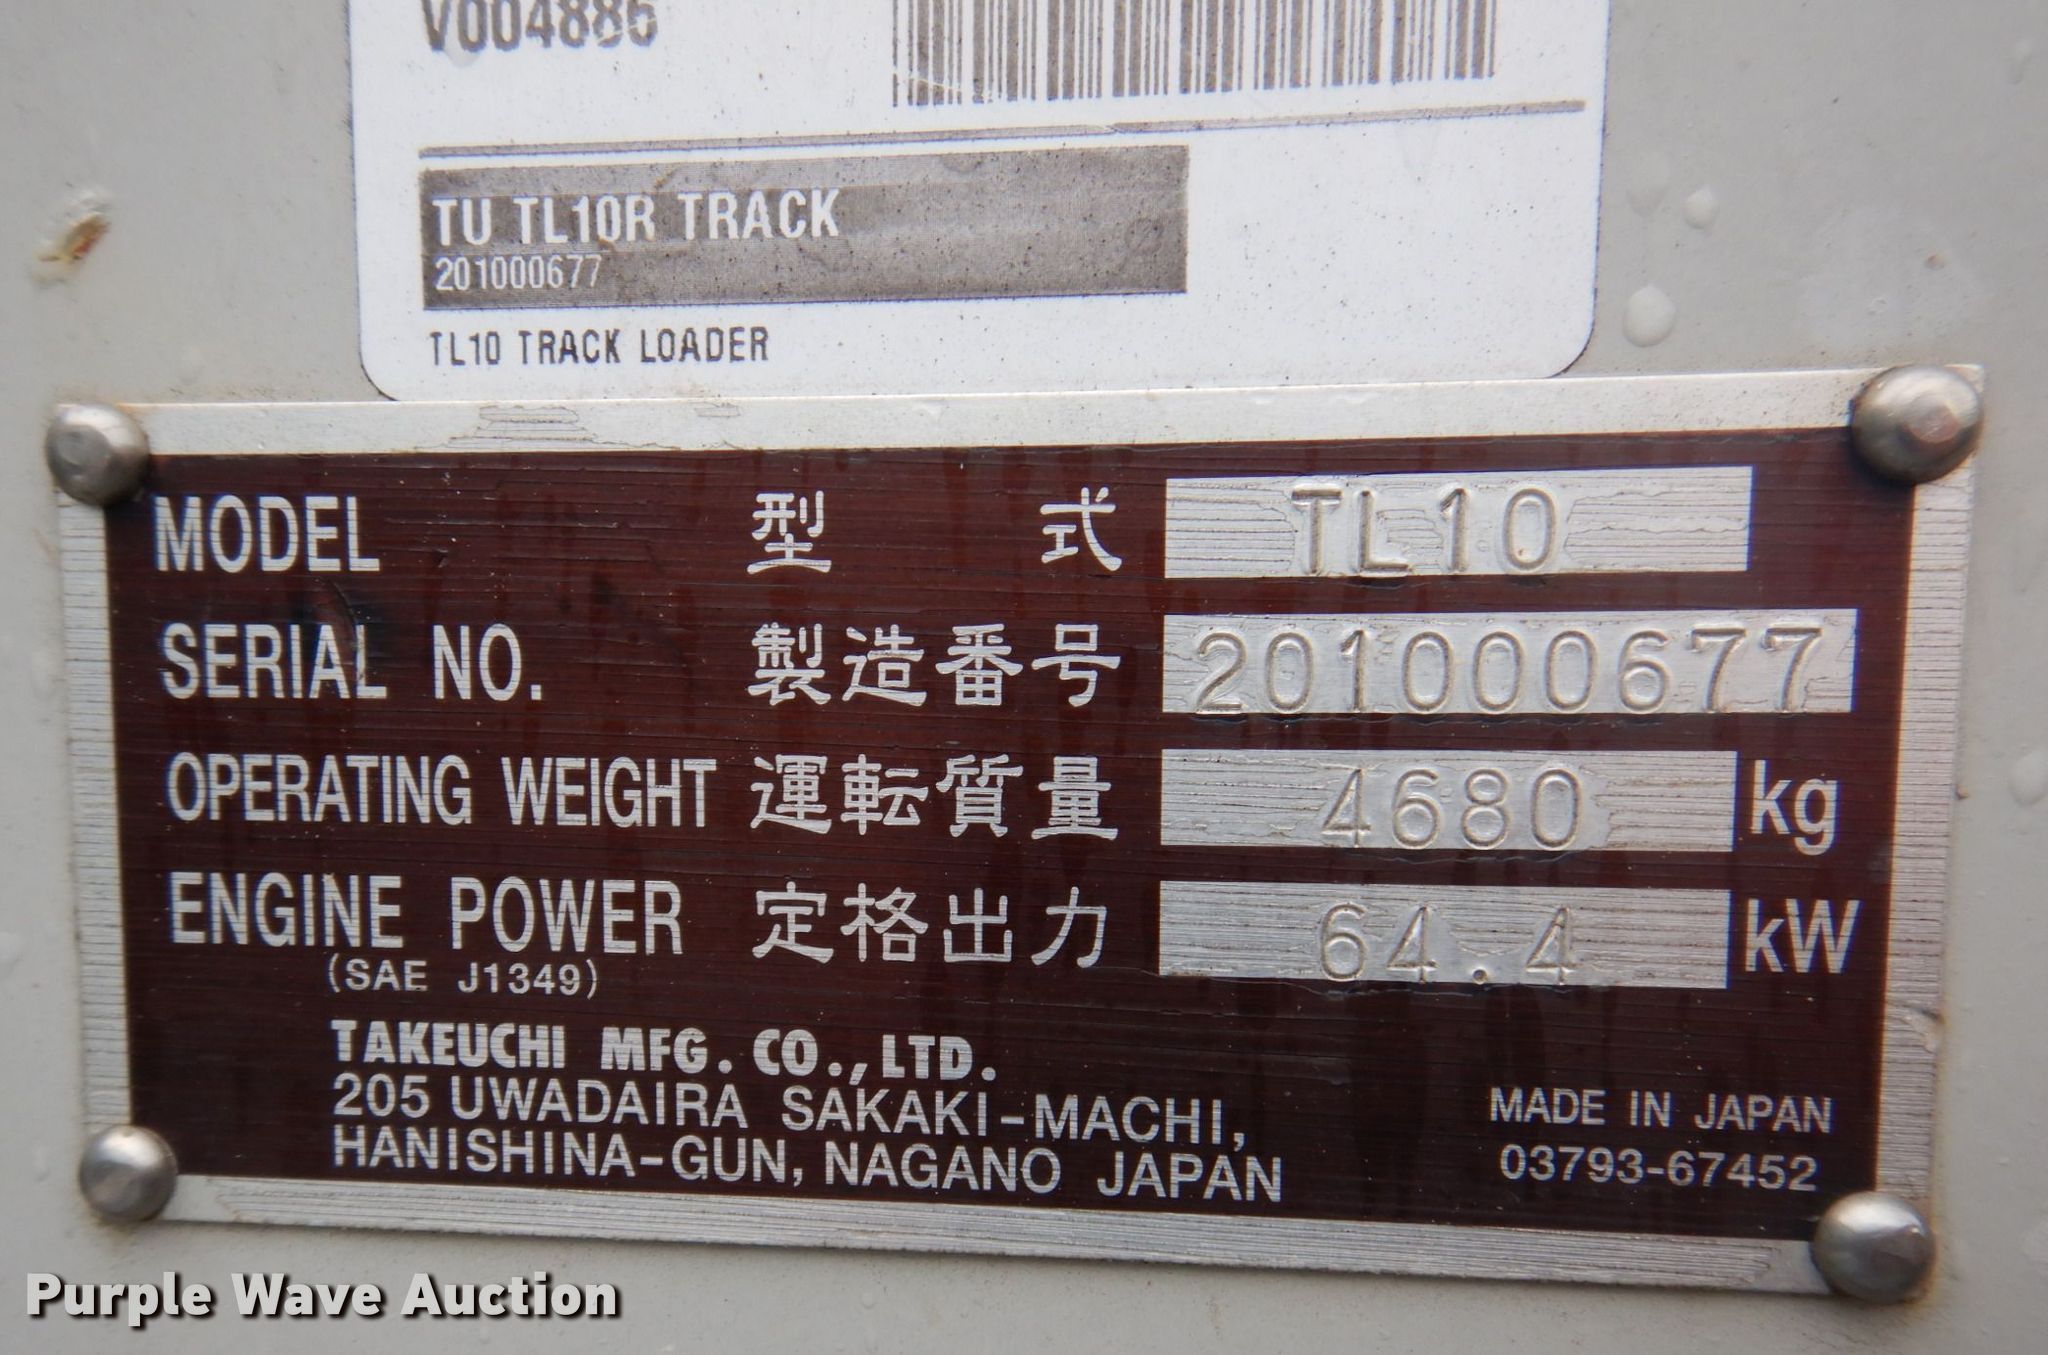 V004886
TU TL10R TRACK
201000677
TL10 TRACK LOADER
MODEL 型式 TL10
SERIAL NO. 製造番号 201000677
OPERATING WEIGHT 運転質量 4680 kg
ENGINE POWER 定格出力 64.4 kW
(SAE J1349)
TAKEUCHI MFG. CO., LTD.
205 UWADAIRA SAKAKI-MACHI,
HANISHINA-GUN, NAGANO JAPAN
MADE IN JAPAN
03793-67452
Purple Wave Auction